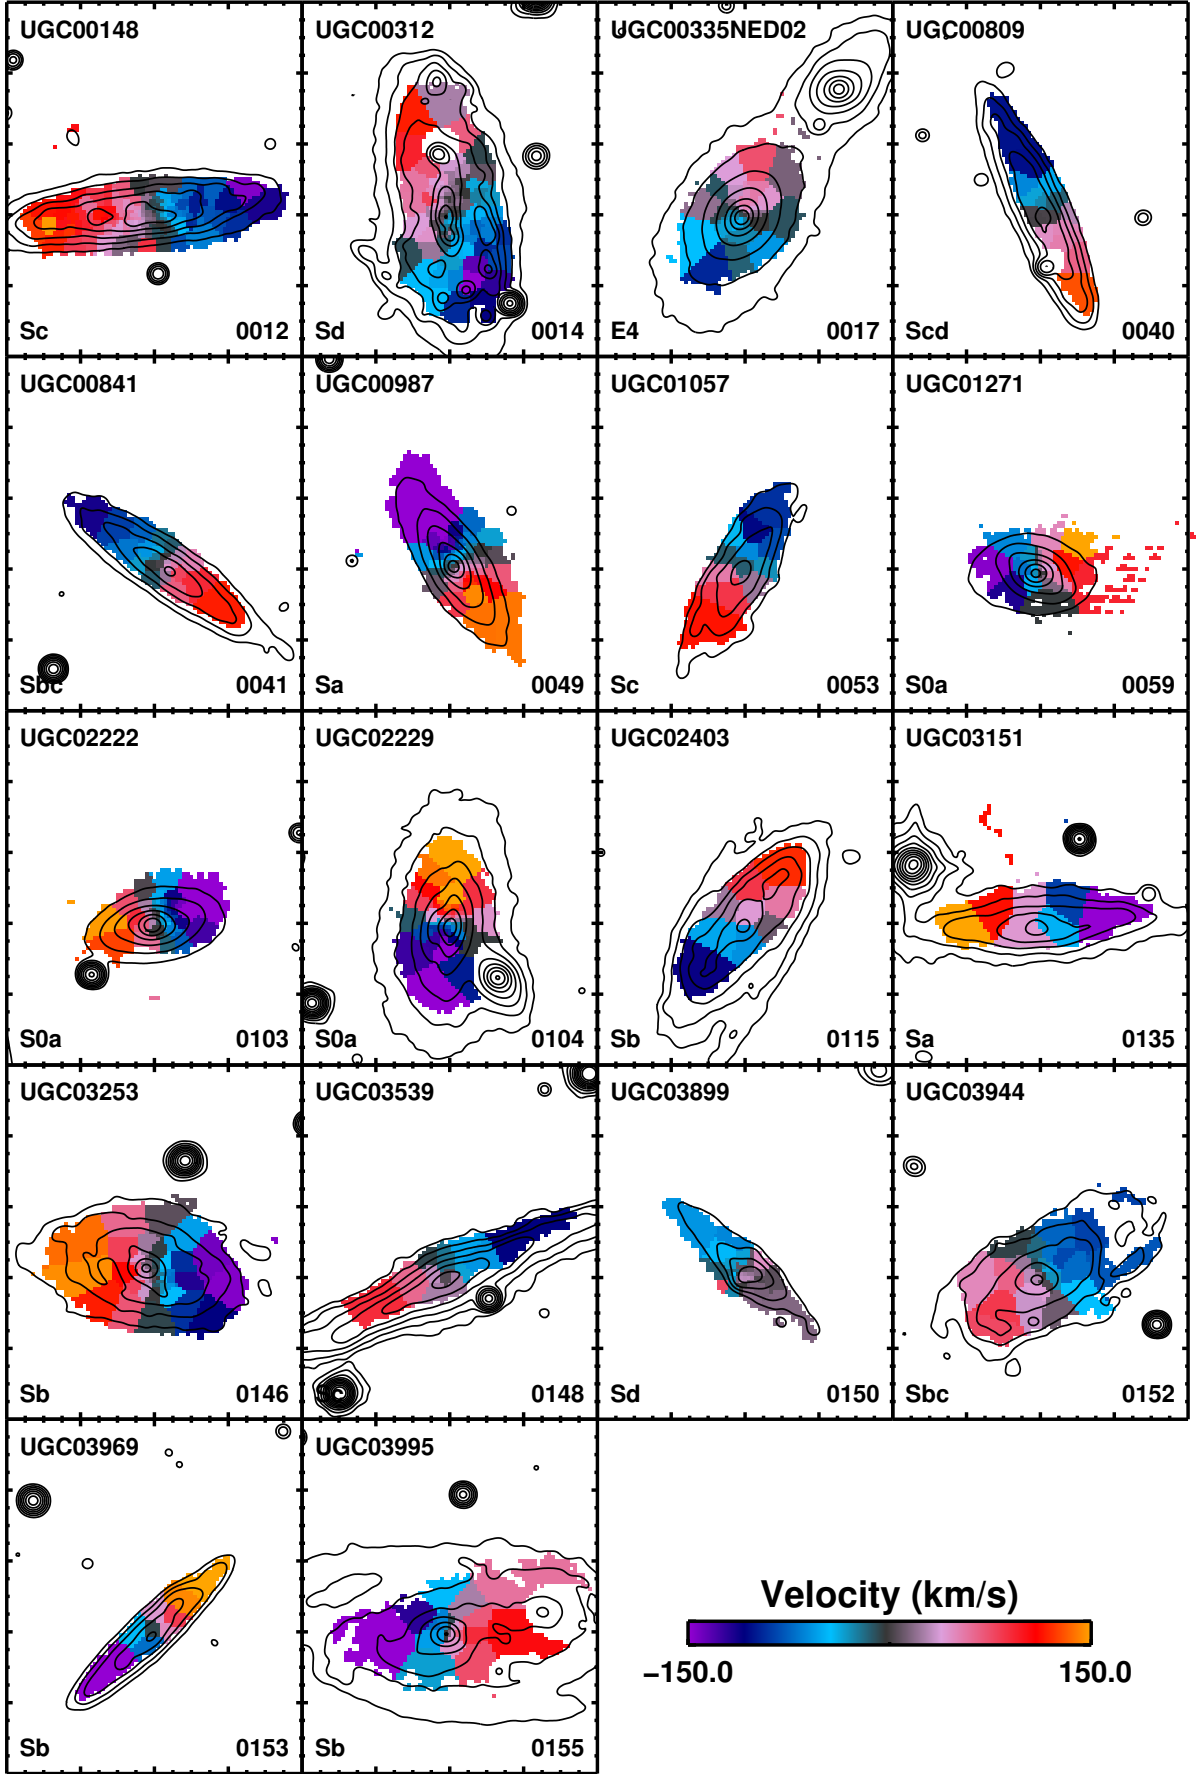 UGC00148 UGC00312 UGC00335NED02 UGC00809
Sc 0012 Sd 0014 E4 0017 Scd 0040
UGC00841 UGC00987 UGC01057 UGC01271
Sbc 0041 Sa 0049 Sc 0053 S0a 0059
UGC02222 UGC02229 UGC02403 UGC03151
S0a 0103 S0a 0104 Sb 0115 Sa 0135
UGC03253 UGC03539 UGC03899 UGC03944
Sb 0146 Sc 0148 Sd 0150 Sbc 0152
UGC03969 UGC03995
Velocity (km/s)
−150.0 150.0
Sb 0153 Sb 0155